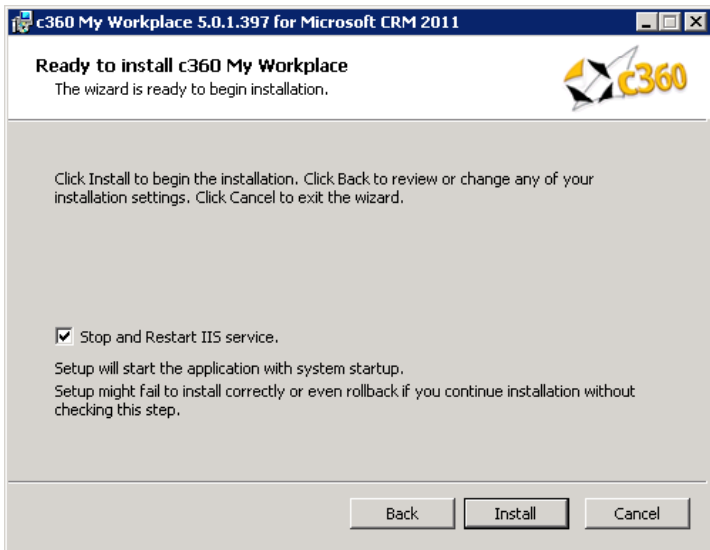 c360 My Workplace 5.0.1.397 for Microsoft CRM 2011
Ready to install c360 My Workplace
The wizard is ready to begin installation.
c360
Click Install to begin the installation. Click Back to review or change any of your
installation settings. Click Cancel to exit the wizard.
Stop and Restart IIS service.
Setup will start the application with system startup.
Setup might fail to install correctly or even rollback if you continue installation without
checking this step.
Back Install Cancel